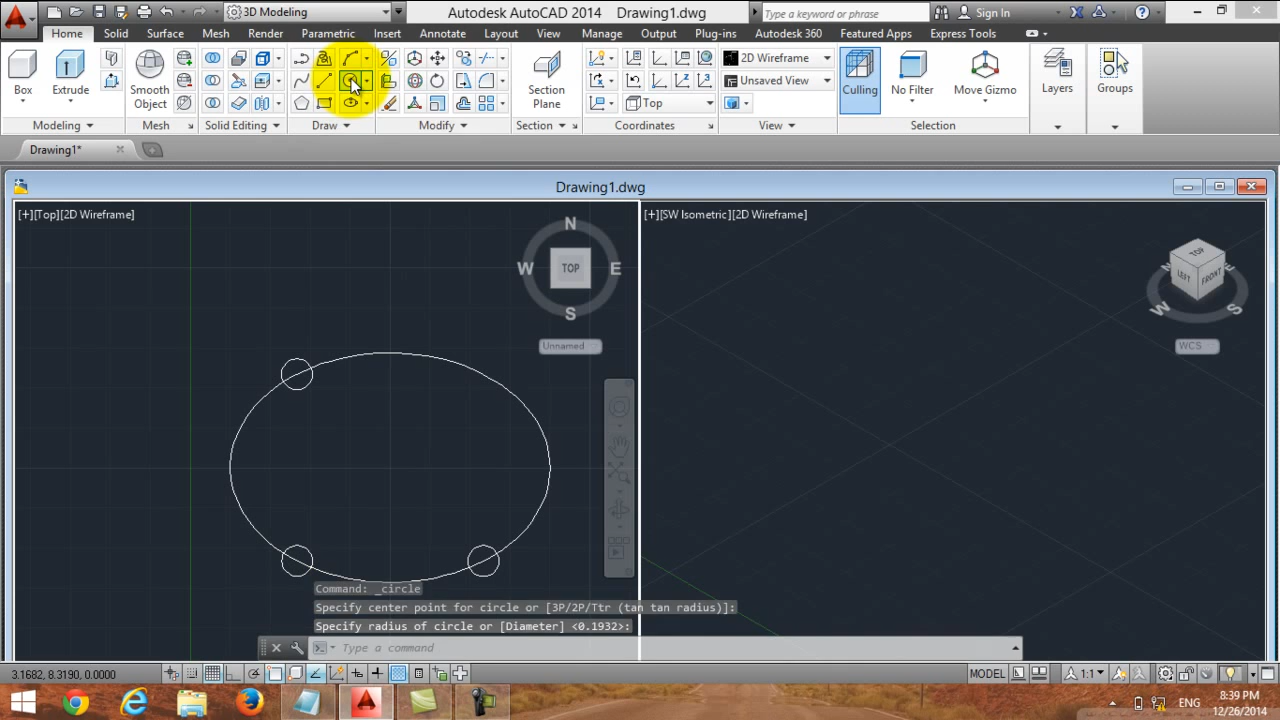 3D Modeling
Autodesk AutoCAD 2014 Drawing1.dwg
Type a keyword or phrase
Sign In
Home Solid Surface Mesh Render Parametric Insert Annotate Layout View Manage Output Plug-ins Autodesk 360 Featured Apps Express Tools
Box
Extrude
Smooth
Object
Section
Plane
2D Wireframe
Unsaved View
Top
Culling
No Filter
Move Gizmo
Layers
Groups
Modeling
Mesh
Solid Editing
Draw
Modify
Section
Coordinates
View
Selection
Drawing1*
Drawing1.dwg
[+][Top][2D Wireframe]
N
W TOP E
S
Unnamed
[+][SW Isometric][2D Wireframe]
TOP
LEFT FRONT
N E
W S
WCS
Command: _circle
Specify center point for circle or [3P/2P/Ttr (tan tan radius)]:
Specify radius of circle or [Diameter] <0.1932>:
Type a command
3.1682, 8.3190, 0.0000
MODEL
1:1
ENG
8:39 PM
12/26/2014